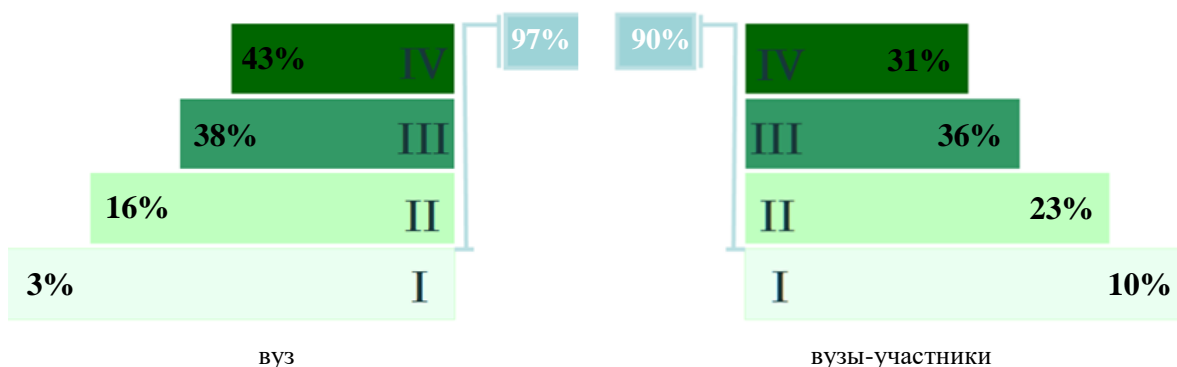 97% 90%
43% IV IV 31%
38% III III 36%
16% II II 23%
3% I I 10%
вуз вузы-участники